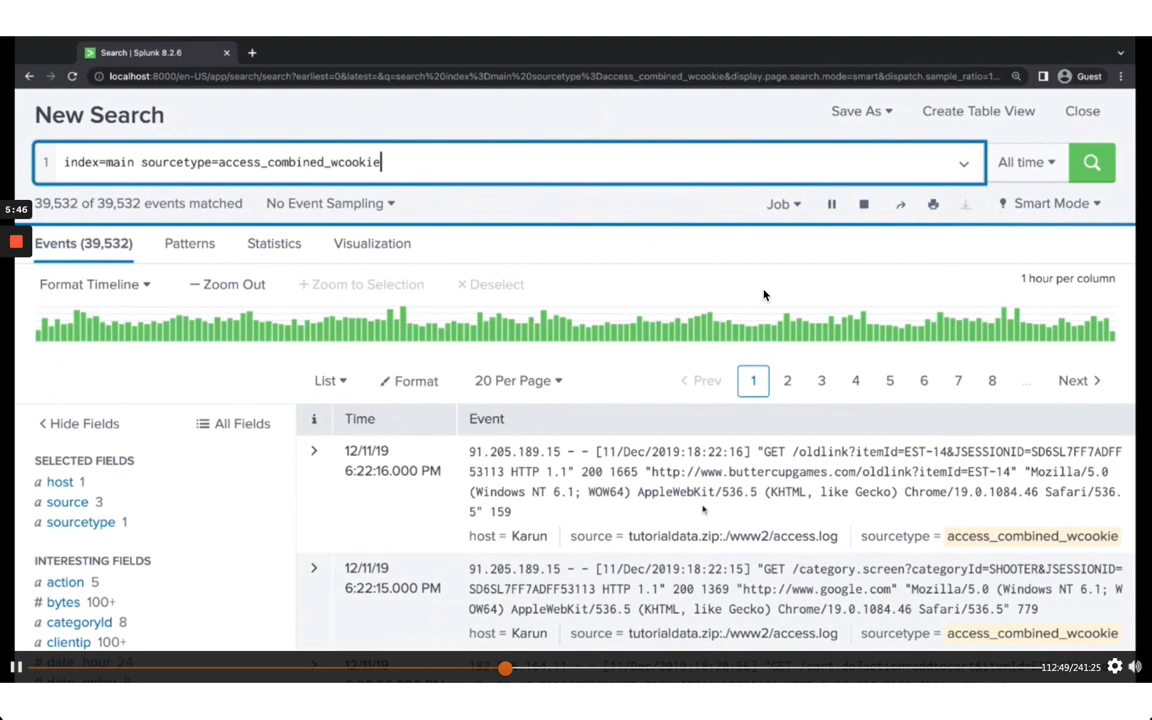 Search | Splunk 8.2.6
localhost:8000/en-US/app/search/search?earliest=0&latest=&q=search%20index%3Dmain%20sourcetype%3Daccess_combined_wcookie&display.page.search.mode=smart&dispatch.sample_ratio=1... Guest
New Search Save As Create Table View Close
1 index=main sourcetype=access_combined_wcookie All time
5:46
39,532 of 39,532 events matched No Event Sampling Job Smart Mode
Events (39,532) Patterns Statistics Visualization
Format Timeline — Zoom Out + Zoom to Selection × Deselect 1 hour per column
List Format 20 Per Page < Prev 1 2 3 4 5 6 7 8 ... Next >
< Hide Fields All Fields i Time Event
SELECTED FIELDS
a host 1
a source 3
a sourcetype 1
INTERESTING FIELDS
a action 5
# bytes 100+
a categoryId 8
a clientip 100+
# date_hour 24
> 12/11/19 91.205.189.15 - - [11/Dec/2019:18:22:16] "GET /oldlink?itemId=EST-14&JSESSIONID=SD6SL7FF7ADFF
6:22:16.000 PM 53113 HTTP 1.1" 200 1665 "http://www.buttercupgames.com/oldlink?itemId=EST-14" "Mozilla/5.0
(Windows NT 6.1; WOW64) AppleWebKit/536.5 (KHTML, like Gecko) Chrome/19.0.1084.46 Safari/536.
5" 159
host = Karun source = tutorialdata.zip:./www2/access.log sourcetype = access_combined_wcookie
> 12/11/19 91.205.189.15 - - [11/Dec/2019:18:22:15] "GET /category.screen?categoryId=SHOOTER&JSESSIONID=
6:22:15.000 PM SD6SL7FF7ADFF53113 HTTP 1.1" 200 1369 "http://www.google.com" "Mozilla/5.0 (Windows NT 6.1; W
OW64) AppleWebKit/536.5 (KHTML, like Gecko) Chrome/19.0.1084.46 Safari/536.5" 779
host = Karun source = tutorialdata.zip:./www2/access.log sourcetype = access_combined_wcookie
112:49/241:25